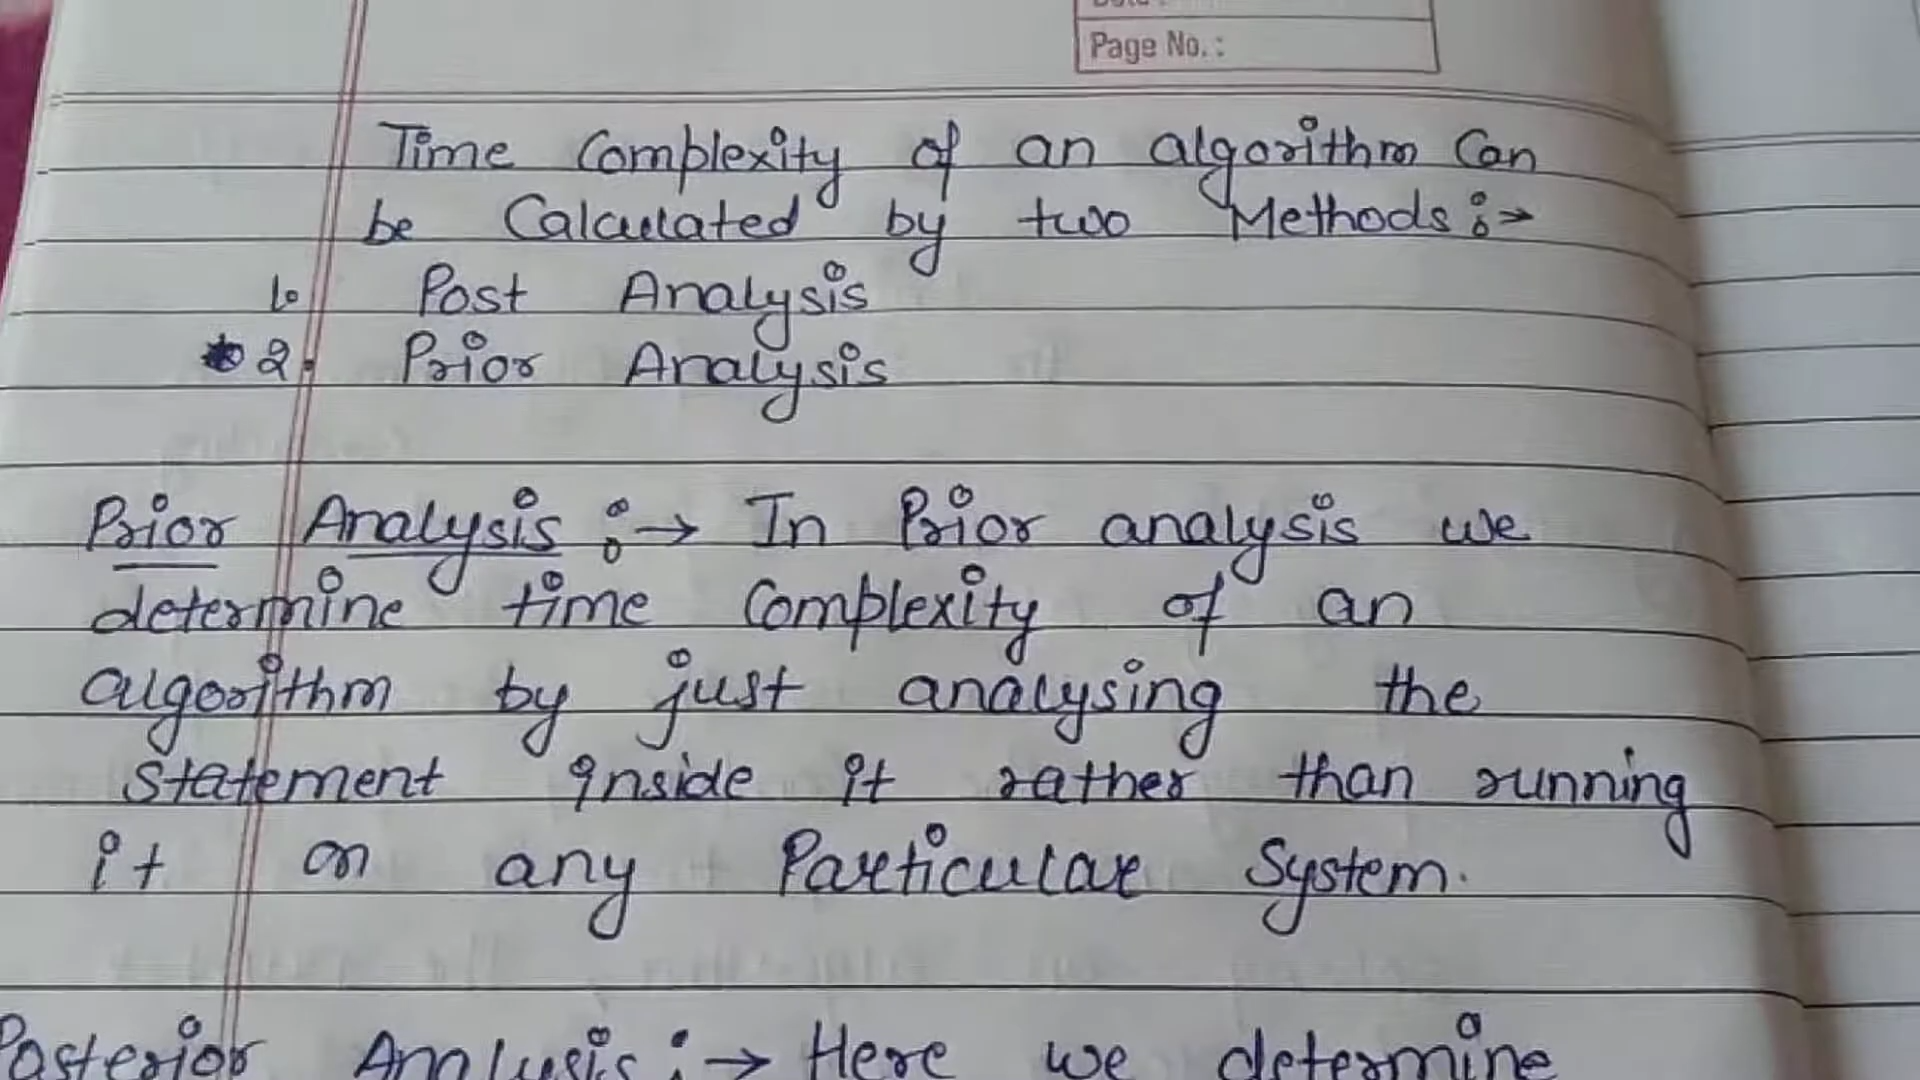 Page No. :
Time Complexity of an algorithm Can
be Calculated by two Methods :→
1. Post Analysis
2. Prior Analysis
Prior Analysis :→ In Prior analysis we
determine time Complexity of an
algorithm by just analysing the
statement inside it rather than running
it on any Particular System.
Posterior Analysis :→ Here we determine